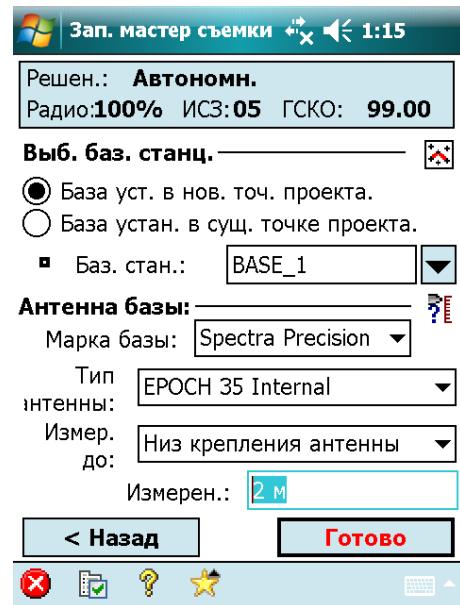 Зап. мастер съемки 1:15
Решен.: Автономн.
Радио:100% ИСЗ:05 ГСКО: 99.00
Выб. баз. станц.
База уст. в нов. точ. проекта.
База устан. в сущ. точке проекта.
Баз. стан.: BASE_1
Антенна базы:
Марка базы: Spectra Precision
Тип
антенны: EPOCH 35 Internal
Измер.
до: Низ крепления антенны
Измерен.: 2 м
< Назад Готово